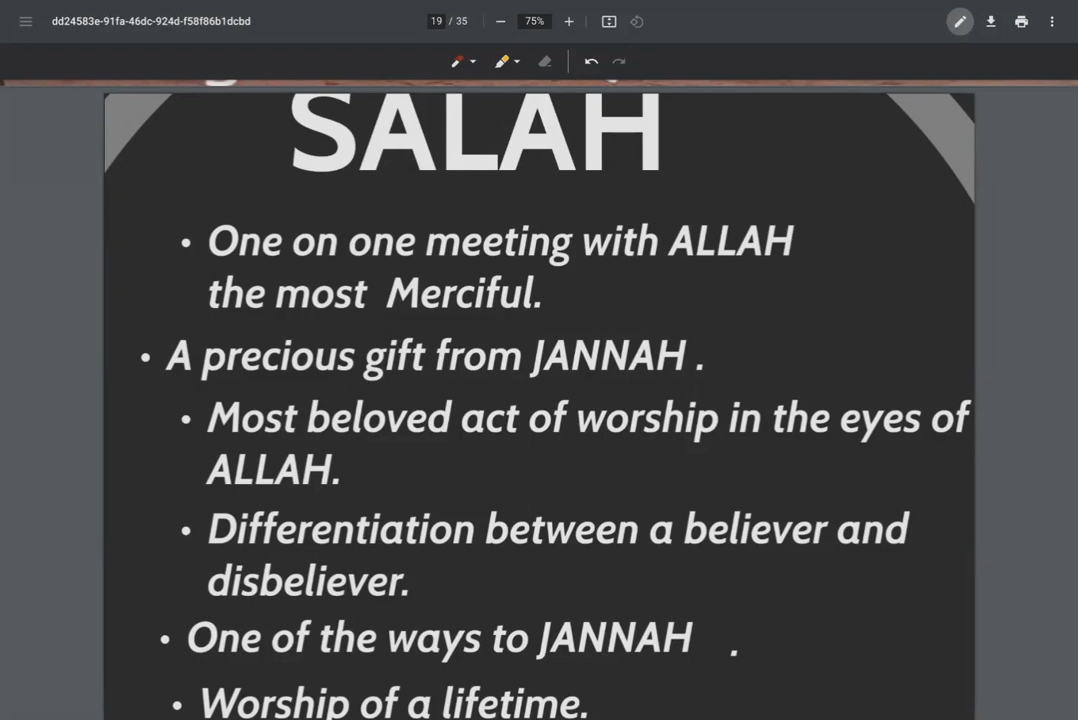 dd24583e-91fa-46dc-924d-f58f86b1dcbd
19 / 35
75%
SALAH
• One on one meeting with ALLAH
the most Merciful.
• A precious gift from JANNAH .
• Most beloved act of worship in the eyes of
ALLAH.
• Differentiation between a believer and
disbeliever.
• One of the ways to JANNAH .
• Worship of a lifetime.